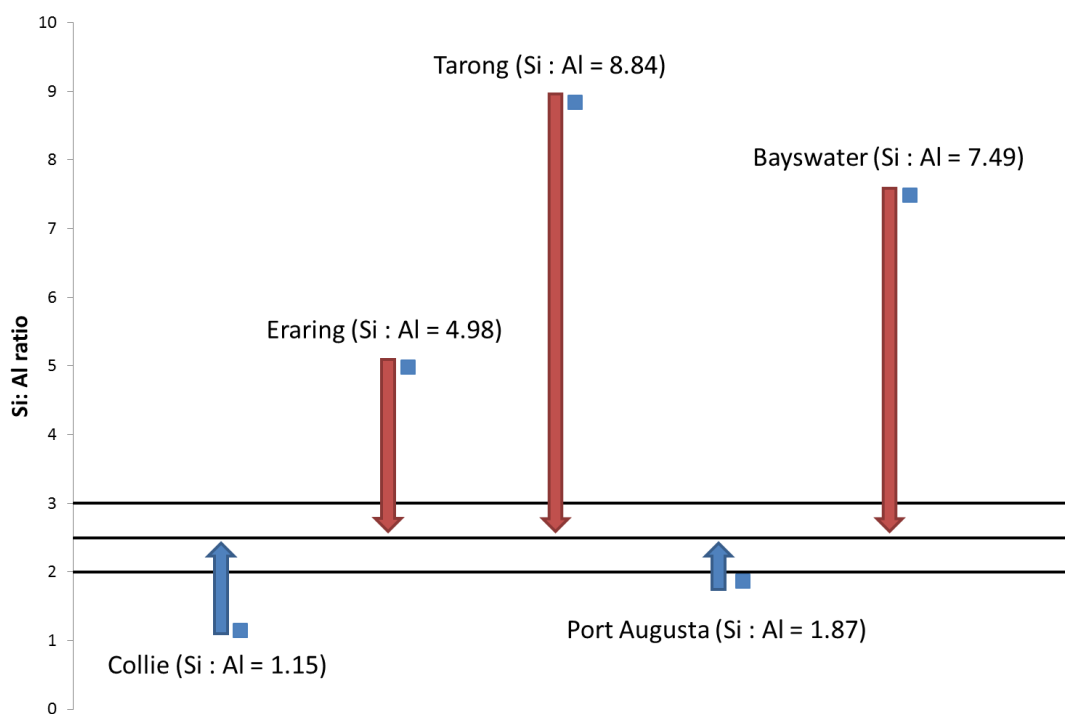 10
9
8
7
6
5
4
3
2
1
0
Si: Al ratio
Tarong (Si : Al = 8.84)
Bayswater (Si : Al = 7.49)
Eraring (Si : Al = 4.98)
Port Augusta (Si : Al = 1.87)
Collie (Si : Al = 1.15)